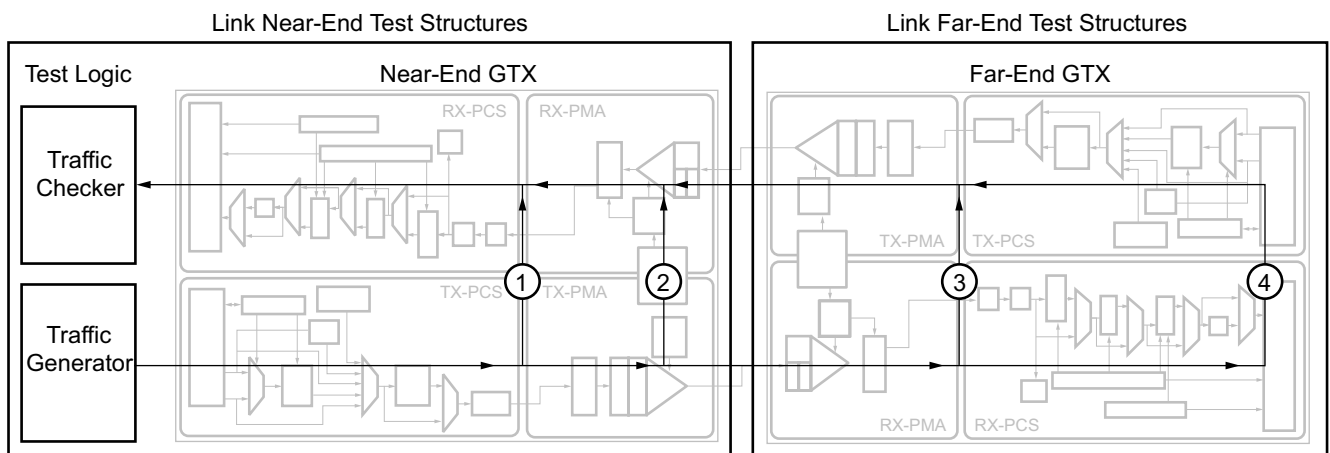 Link Near-End Test Structures
Link Far-End Test Structures
Test Logic
Near-End GTX
Far-End GTX
RX-PCS
RX-PMA
Traffic
Checker
TX-PMA
TX-PCS
1
2
3
4
TX-PCS
TX-PMA
Traffic
Generator
RX-PMA
RX-PCS